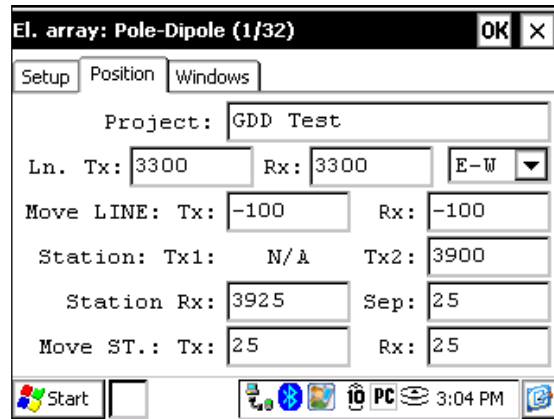 El. array: Pole-Dipole (1/32) OK ×
Setup Position Windows
Project: GDD Test
Ln. Tx: 3300 Rx: 3300 E-W
Move LINE: Tx: -100 Rx: -100
Station: Tx1: N/A Tx2: 3900
Station Rx: 3925 Sep: 25
Move ST.: Tx: 25 Rx: 25
Start PC 3:04 PM